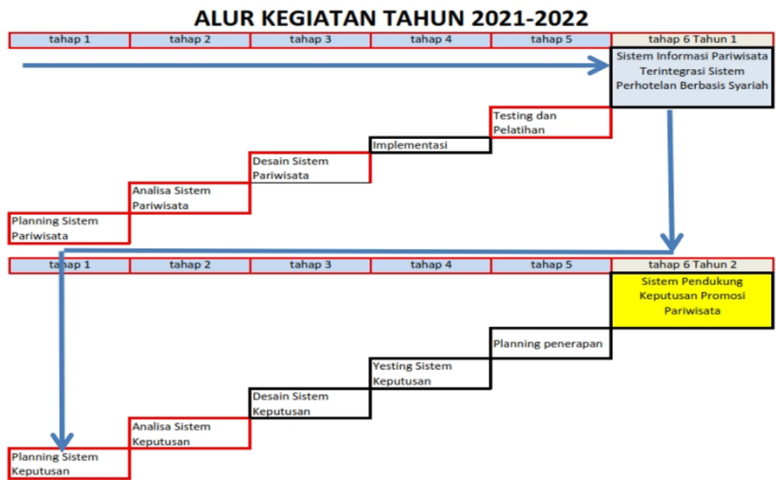 ALUR KEGIATAN TAHUN 2021-2022
tahap 1 tahap 2 tahap 3 tahap 4 tahap 5 tahap 6 Tahun 1
Sistem Informasi Pariwisata
Terintegrasi Sistem
Perhotelan Berbasis Syariah
Testing dan
Pelatihan
Implementasi
Desain Sistem
Pariwisata
Analisa Sistem
Pariwisata
Planning Sistem
Pariwisata
tahap 1 tahap 2 tahap 3 tahap 4 tahap 5 tahap 6 Tahun 2
Sistem Pendukung
Keputusan Promosi
Pariwisata
Planning penerapan
Yesting Sistem
Keputusan
Desain Sistem
Keputusan
Analisa Sistem
Keputusan
Planning Sistem
Keputusan